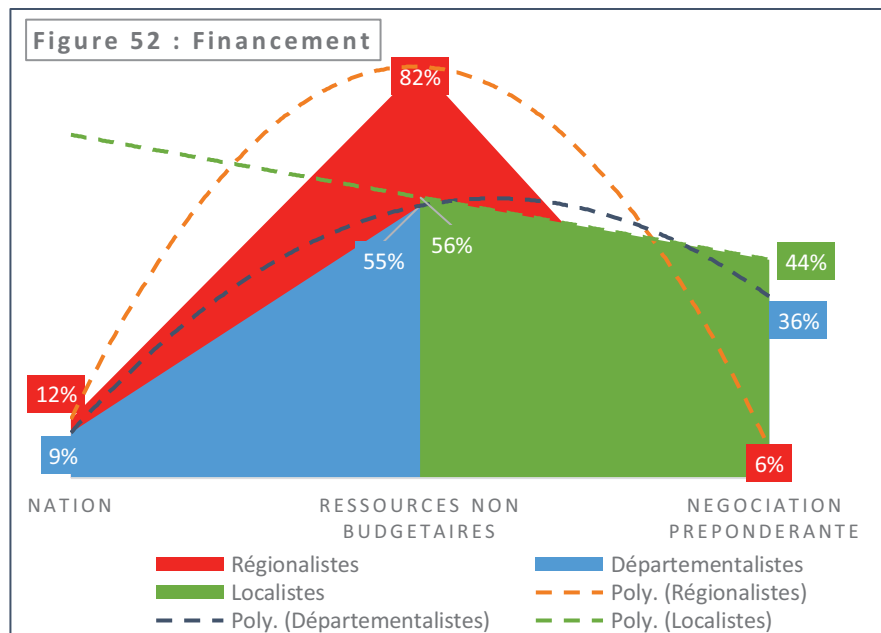 Figure 52 : Financement
82%
56%
55%
44%
36%
12%
9%
6%
NATION
RESSOURCES NON
BUDGETAIRES
NEGOCIATION
PREPONDERANTE
Régionalistes
Départementalistes
Localistes
Poly. (Régionalistes)
Poly. (Départementalistes)
Poly. (Localistes)